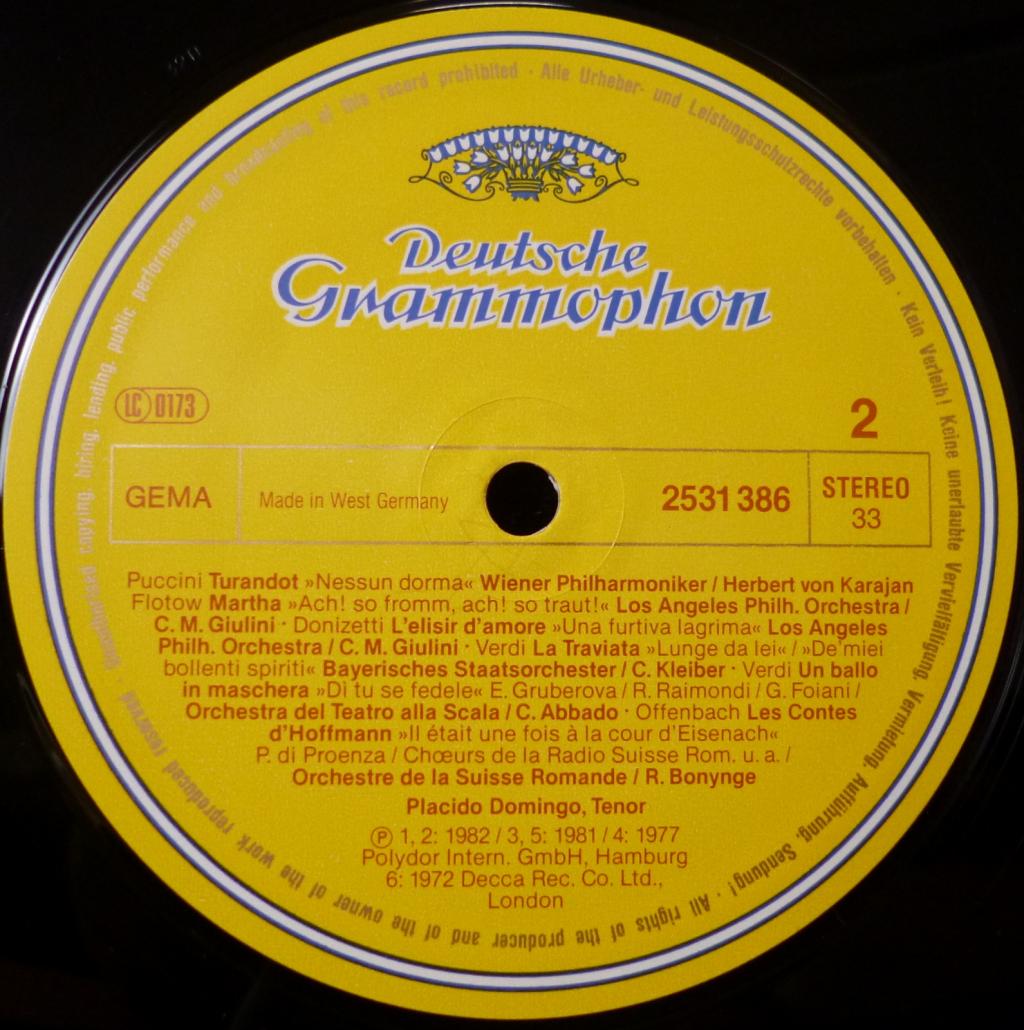 Deutsche
Grammophon
LC 0173
2
GEMA
Made in West Germany
2531 386
STEREO
33
Puccini Turandot »Nessun dorma« Wiener Philharmoniker / Herbert von Karajan
Flotow Martha »Ach! so fromm, ach! so traut!« Los Angeles Philh. Orchestra /
C. M. Giulini · Donizetti L'elisir d'amore »Una furtiva lagrima« Los Angeles
Philh. Orchestra / C. M. Giulini · Verdi La Traviata »Lunge da lei« / »De'miei
bollenti spiriti« Bayerisches Staatsorchester / C. Kleiber · Verdi Un ballo
in maschera »Dì tu se fedele« E. Gruberova / R. Raimondi / G. Foiani /
Orchestra del Teatro alla Scala / C. Abbado · Offenbach Les Contes
d'Hoffmann »Il était une fois à la cour d'Eisenach«
P. di Proenza / Chœurs de la Radio Suisse Rom. u. a. /
Orchestre de la Suisse Romande / R. Bonynge
Placido Domingo, Tenor
℗ 1, 2: 1982 / 3, 5: 1981 / 4: 1977
Polydor Intern. GmbH, Hamburg
6: 1972 Decca Rec. Co. Ltd.,
London
Alle Urheber- und Leistungsschutzrechte vorbehalten · Kein Verleih! Keine unerlaubte Vervielfältigung, Vermietung, Aufführung, Sendung! · All rights of the producer and of the owner of the work reproduced reserved · Unauthorised copying, hiring, lending, public performance and broadcasting of this record prohibited ·